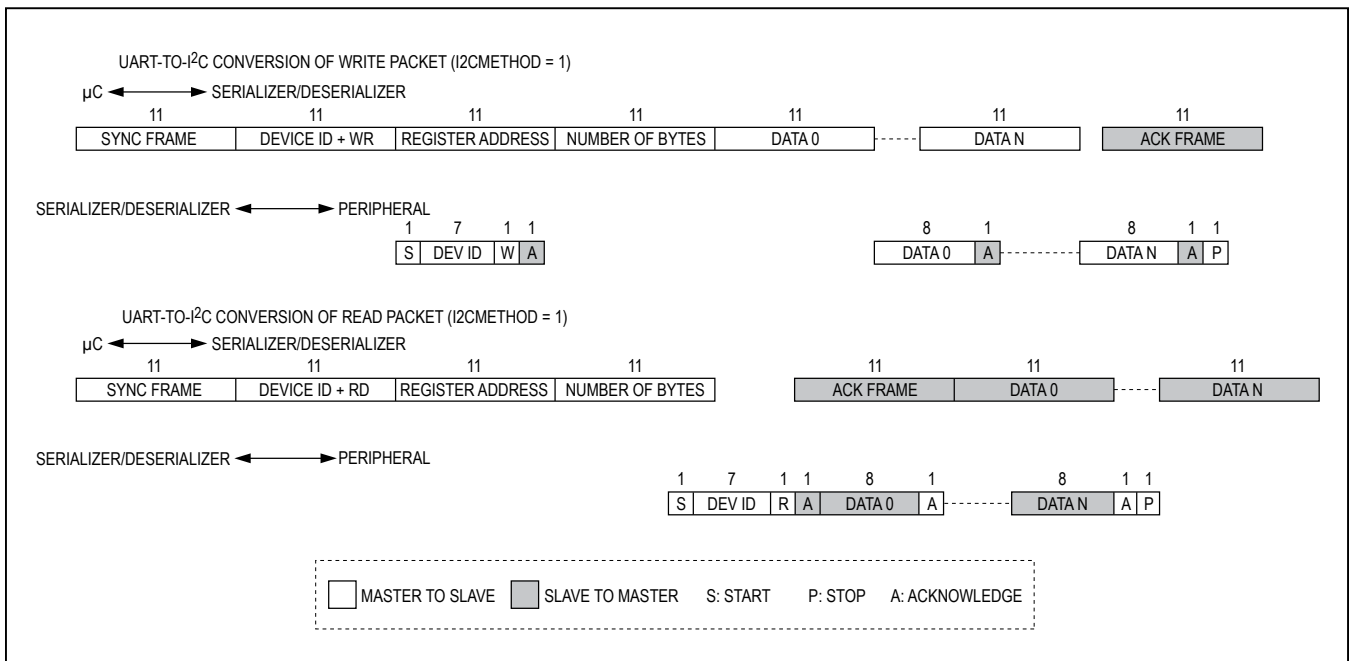 UART-TO-I2C CONVERSION OF WRITE PACKET (I2CMETHOD = 1)
µC SERIALIZER/DESERIALIZER
11 11 11 11 11 11 11
SYNC FRAME DEVICE ID + WR REGISTER ADDRESS NUMBER OF BYTES DATA 0 DATA N ACK FRAME
SERIALIZER/DESERIALIZER PERIPHERAL
1 7 1 1 8 1 8 1 1
S DEV ID W A DATA 0 A DATA N A P
UART-TO-I2C CONVERSION OF READ PACKET (I2CMETHOD = 1)
µC SERIALIZER/DESERIALIZER
11 11 11 11 11 11 11
SYNC FRAME DEVICE ID + RD REGISTER ADDRESS NUMBER OF BYTES ACK FRAME DATA 0 DATA N
SERIALIZER/DESERIALIZER PERIPHERAL
1 7 1 1 8 1 8 1 1
S DEV ID R A DATA 0 A DATA N A P
MASTER TO SLAVE SLAVE TO MASTER S: START P: STOP A: ACKNOWLEDGE